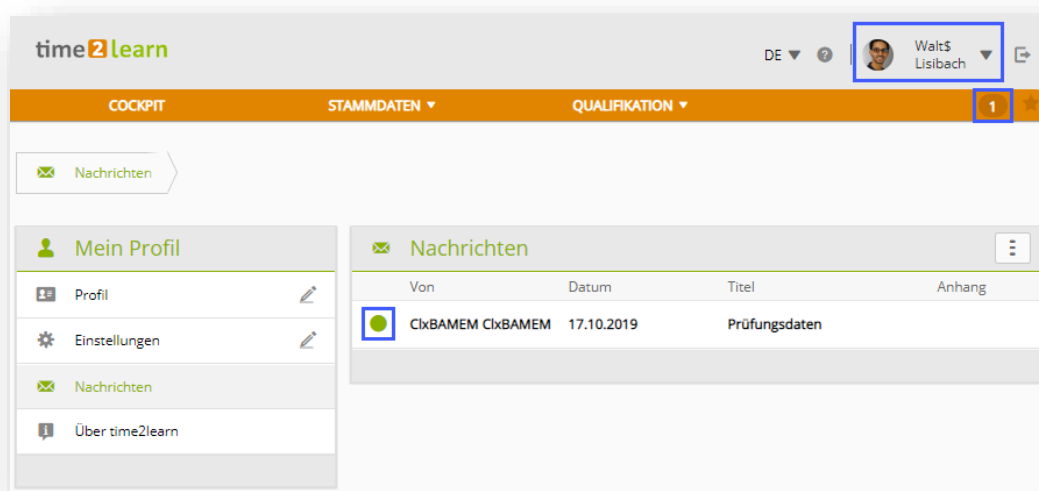 time2learn
DE
Walt$
Lisibach
COCKPIT STAMMDATEN QUALIFIKATION 1
Nachrichten
Mein Profil
Profil
Einstellungen
Nachrichten
Über time2learn
Nachrichten
Von Datum Titel Anhang
ClxBAMEM ClxBAMEM 17.10.2019 Prüfungsdaten